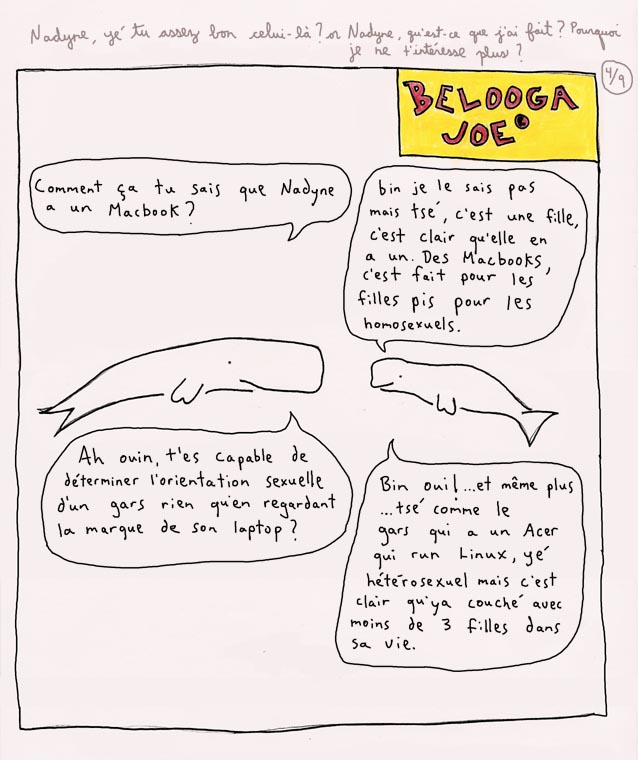 Nadyne, yé tu assez bon celui-là? or Nadyne, qu'est-ce que j'ai fait? Pourquoi
je ne t'intéresse plus?
4/9
BELOOGA
JOE
Comment ça tu sais que Nadyne
a un Macbook?
bin je le sais pas
mais tsé, c'est une fille,
c'est clair qu'elle en
a un. Des Macbooks,
c'est fait pour les
filles pis pour les
homosexuels.
Ah ouin, t'es capable de
déterminer l'orientation sexuelle
d'un gars rien qu'en regardant
la marque de son laptop?
Bin oui! ...et même plus
...tsé comme le
gars qui a un Acer
qui run Linux, yé
hétérosexuel mais c'est
clair qu'ya couché avec
moins de 3 filles dans
sa vie.